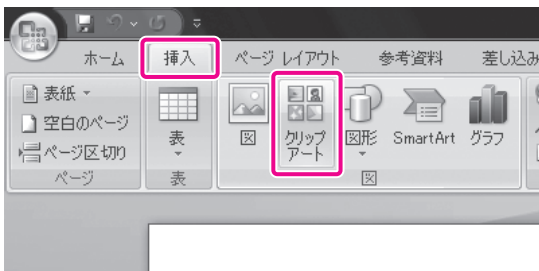 ホーム 挿入 ページ レイアウト 参考資料 差し込み
表紙
空白のページ
ページ区切り
ページ
表
表
図
クリップ
アート
図形
SmartArt
グラフ
図